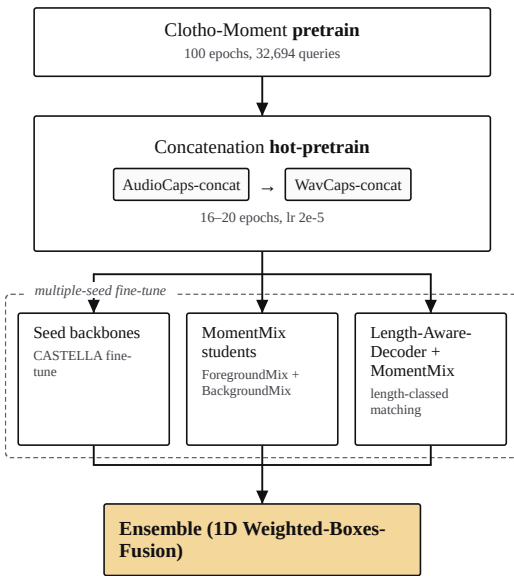 Clotho-Moment pretrain
100 epochs, 32,694 queries
Concatenation hot-pretrain
AudioCaps-concat → WavCaps-concat
16–20 epochs, lr 2e-5
multiple-seed fine-tune
Seed backbones
CASTELLA fine-
tune
MomentMix
students
ForegroundMix +
BackgroundMix
Length-Aware-
Decoder +
MomentMix
length-classed
matching
Ensemble (1D Weighted-Boxes-
Fusion)